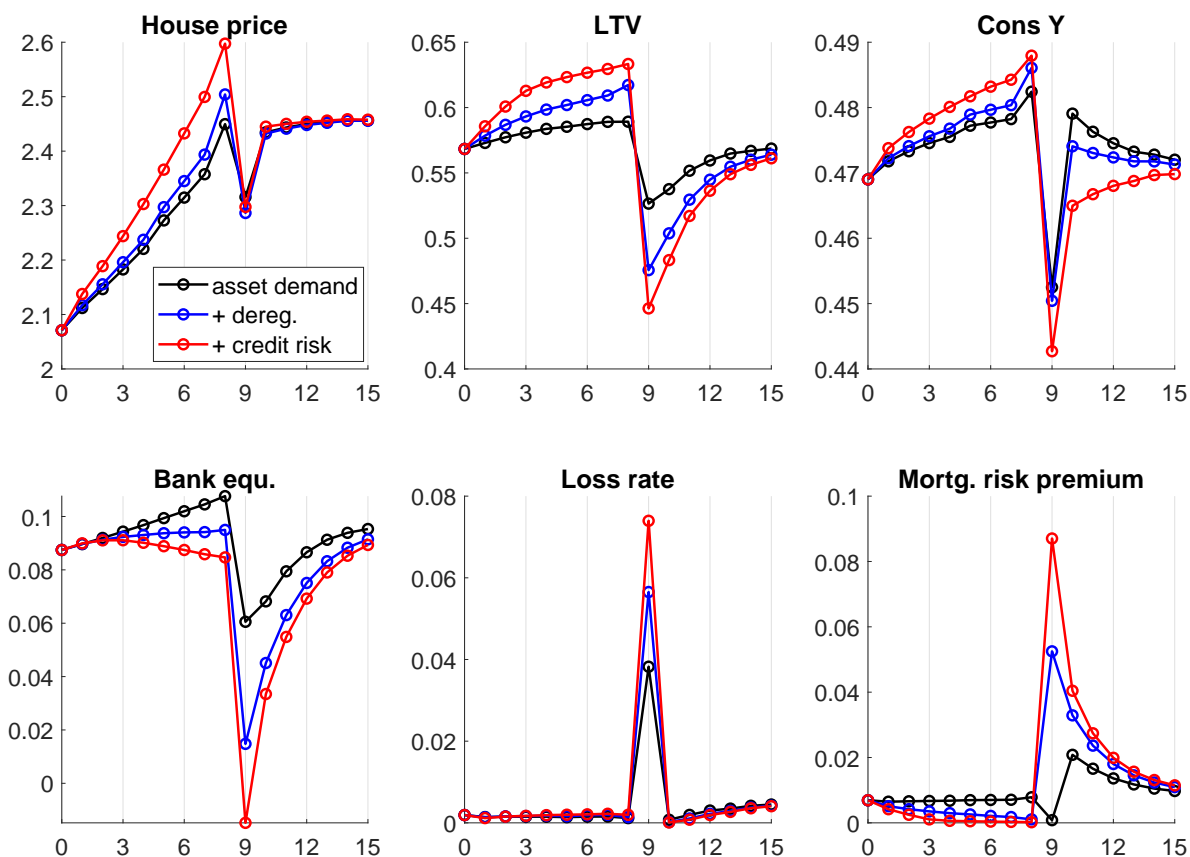 House price
2.6
2.5
2.4
2.3
2.2
2.1
2
0 3 6 9 12 15
asset demand
+ dereg.
+ credit risk
LTV
0.65
0.6
0.55
0.5
0.45
0.4
0 3 6 9 12 15
Cons Y
0.49
0.48
0.47
0.46
0.45
0.44
0 3 6 9 12 15
Bank equ.
0.1
0.08
0.06
0.04
0.02
0
0 3 6 9 12 15
Loss rate
0.08
0.06
0.04
0.02
0
0 3 6 9 12 15
Mortg. risk premium
0.1
0.08
0.06
0.04
0.02
0
0 3 6 9 12 15